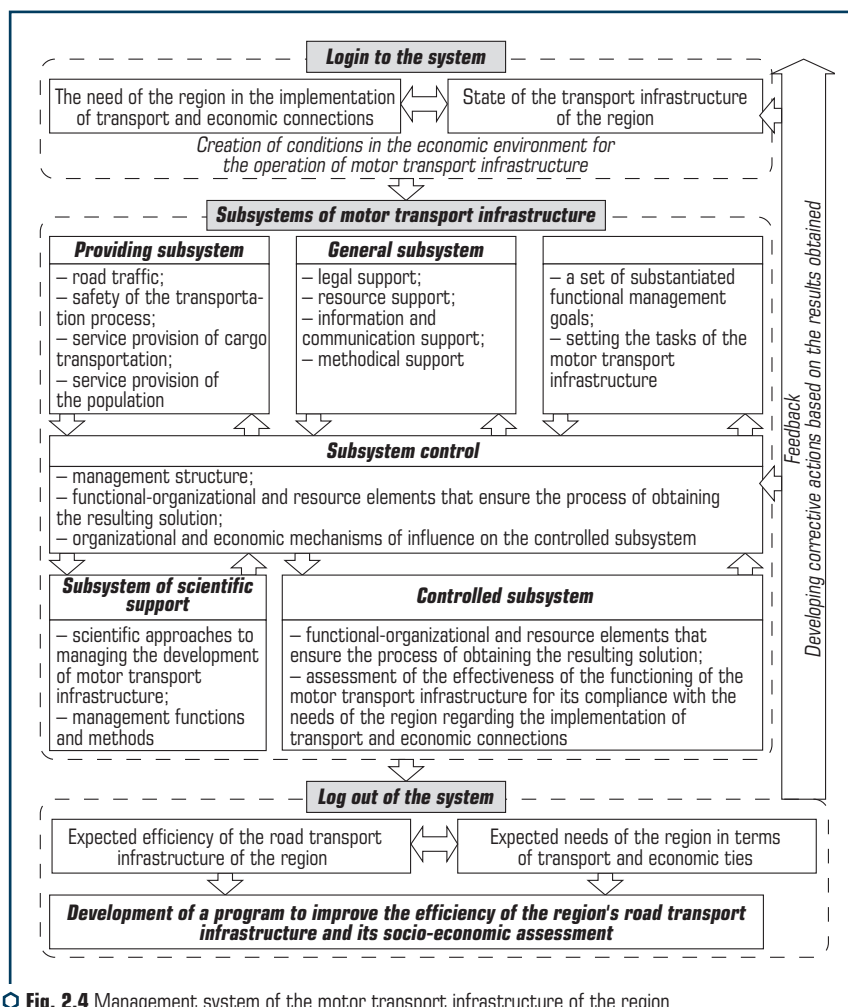 Login to the system
The need of the region in the implementation
of transport and economic connections
State of the transport infrastructure
of the region
Creation of conditions in the economic environment for
the operation of motor transport infrastructure
Subsystems of motor transport infrastructure
Providing subsystem
– road traffic;
– safety of the transporta-
tion process;
– service provision of cargo
transportation;
– service provision of
the population
General subsystem
– legal support;
– resource support;
– information and
communication support;
– methodical support
– a set of substantiated
functional management
goals;
– setting the tasks of the
motor transport
infrastructure
Subsystem control
– management structure;
– functional-organizational and resource elements that ensure the process of obtaining
the resulting solution;
– organizational and economic mechanisms of influence on the controlled subsystem
Subsystem of scientific
support
– scientific approaches to
managing the development
of motor transport
infrastructure;
– management functions
and methods
Controlled subsystem
– functional-organizational and resource elements that
ensure the process of obtaining the resulting solution;
– assessment of the effectiveness of the functioning of the
motor transport infrastructure for its compliance with the
needs of the region regarding the implementation of
transport and economic connections
Feedback
Developing corrective actions based on the results obtained
Log out of the system
Expected efficiency of the road transport
infrastructure of the region
Expected needs of the region in terms
of transport and economic ties
Development of a program to improve the efficiency of the region's road transport
infrastructure and its socio-economic assessment
Fig. 2.4 Management system of the motor transport infrastructure of the region